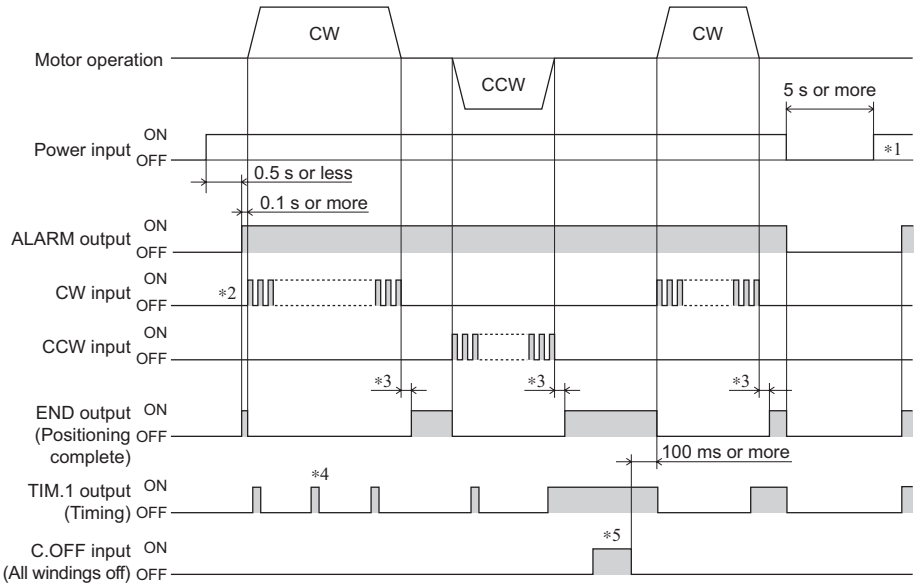 CW
CW
Motor operation
CCW
5 s or more
Power input
ON
OFF
*1
0.5 s or less
0.1 s or more
ALARM output
ON
OFF
CW input
ON
OFF
*2
CCW input
ON
OFF
*3
*3
*3
END output
(Positioning
complete)
ON
OFF
100 ms or more
TIM.1 output
(Timing)
ON
OFF
*4
C.OFF input
(All windings off)
ON
OFF
*5